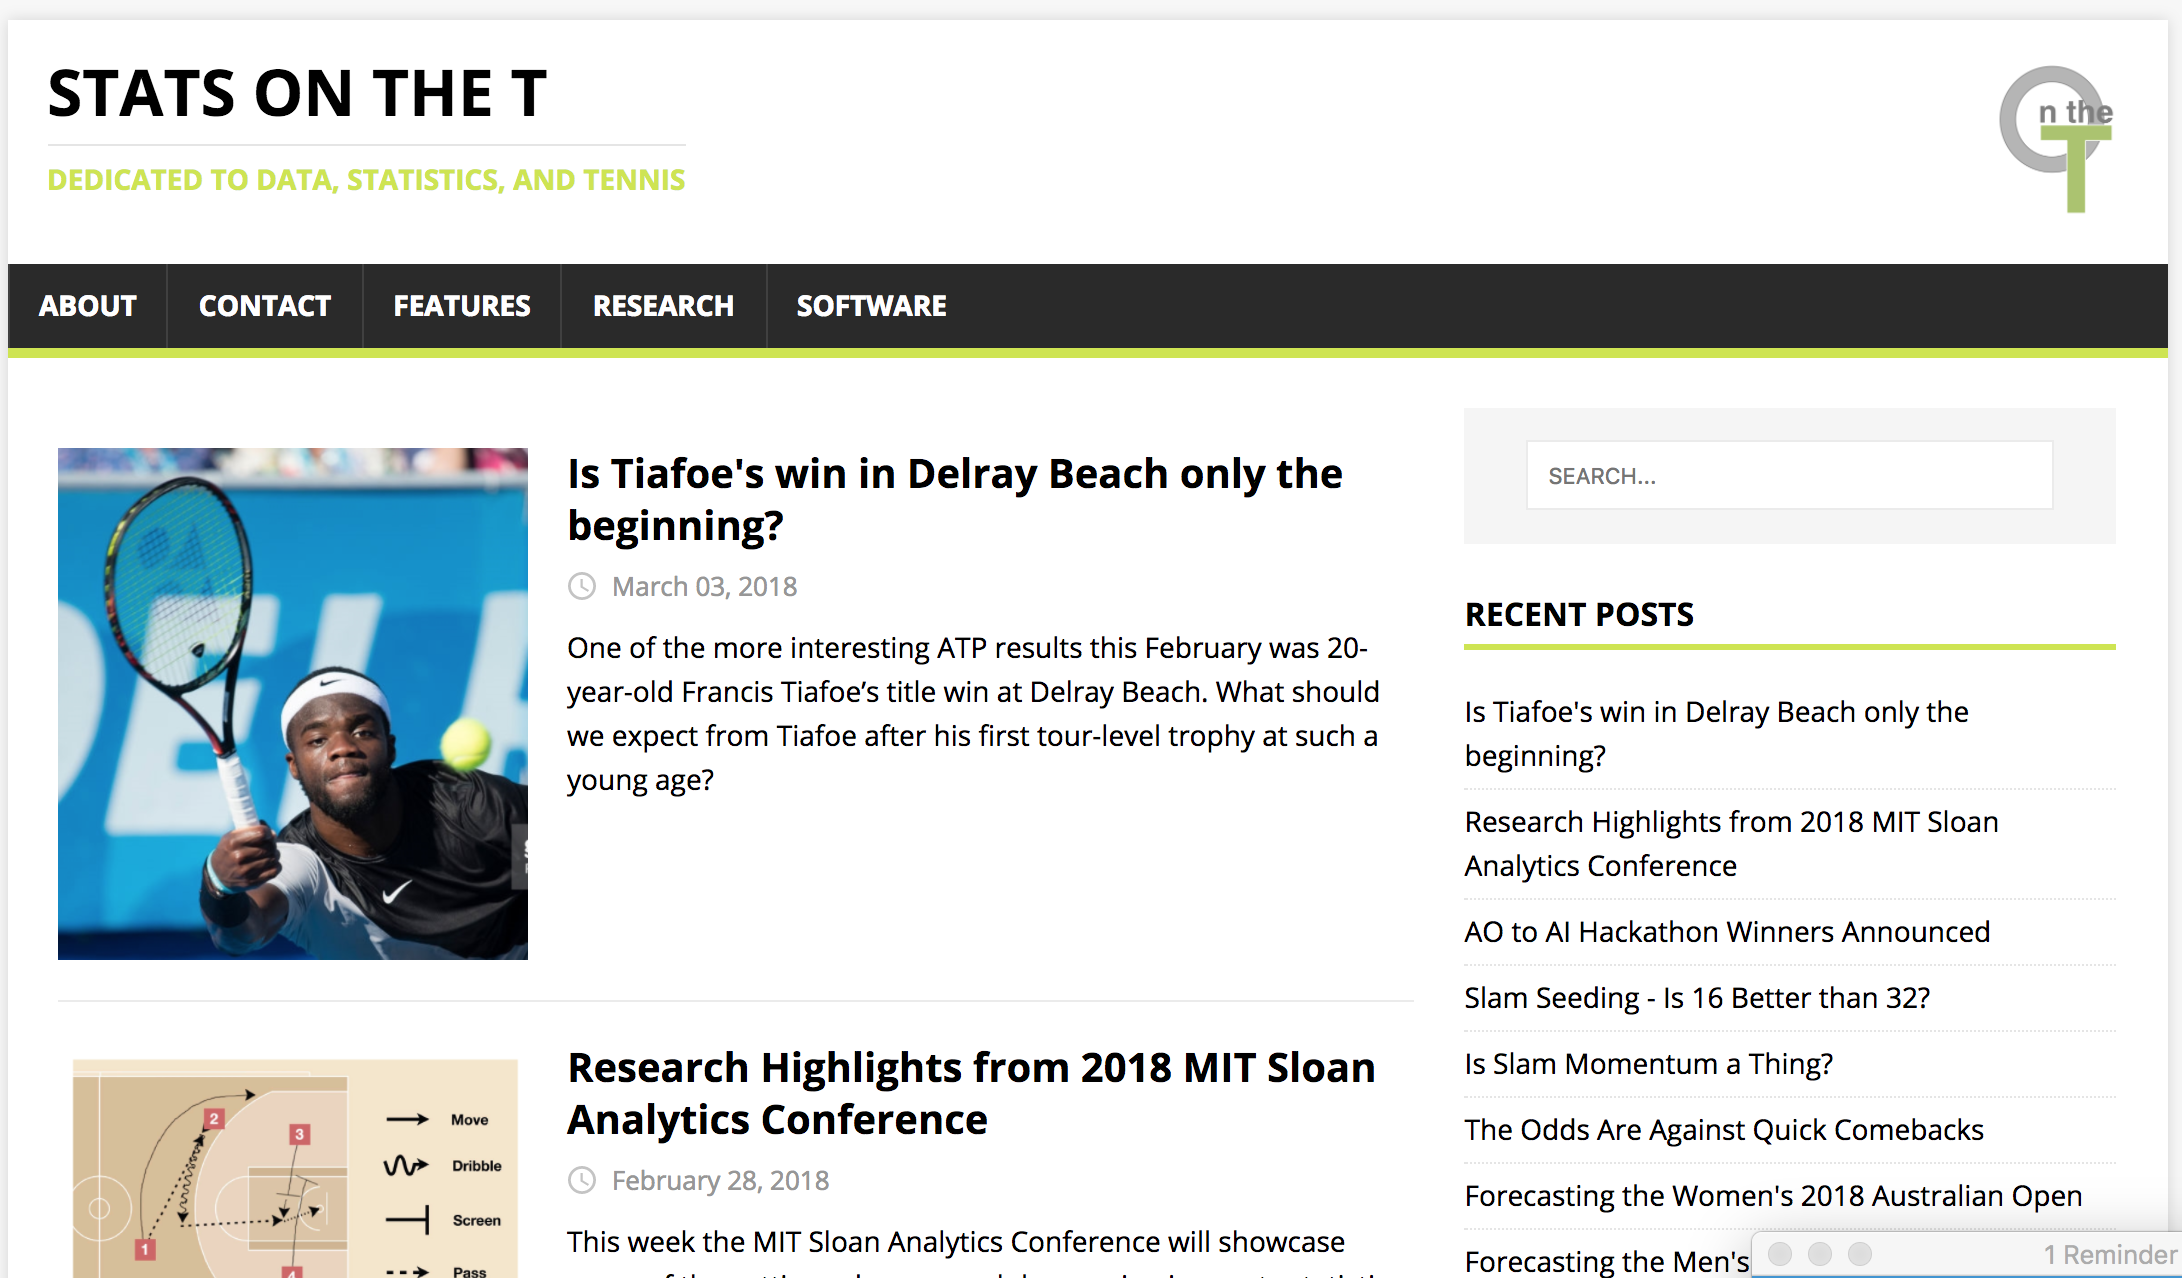 STATS ON THE T
DEDICATED TO DATA, STATISTICS, AND TENNIS
n the
T
ABOUT
CONTACT
FEATURES
RESEARCH
SOFTWARE
Is Tiafoe's win in Delray Beach only the
beginning?
March 03, 2018
One of the more interesting ATP results this February was 20-
year-old Francis Tiafoe’s title win at Delray Beach. What should
we expect from Tiafoe after his first tour-level trophy at such a
young age?
Research Highlights from 2018 MIT Sloan
Analytics Conference
February 28, 2018
This week the MIT Sloan Analytics Conference will showcase
2
3
1
4
Move
Dribble
Screen
Pass
SEARCH...
RECENT POSTS
Is Tiafoe's win in Delray Beach only the
beginning?
Research Highlights from 2018 MIT Sloan
Analytics Conference
AO to AI Hackathon Winners Announced
Slam Seeding - Is 16 Better than 32?
Is Slam Momentum a Thing?
The Odds Are Against Quick Comebacks
Forecasting the Women's 2018 Australian Open
Forecasting the Men's
1 Reminder